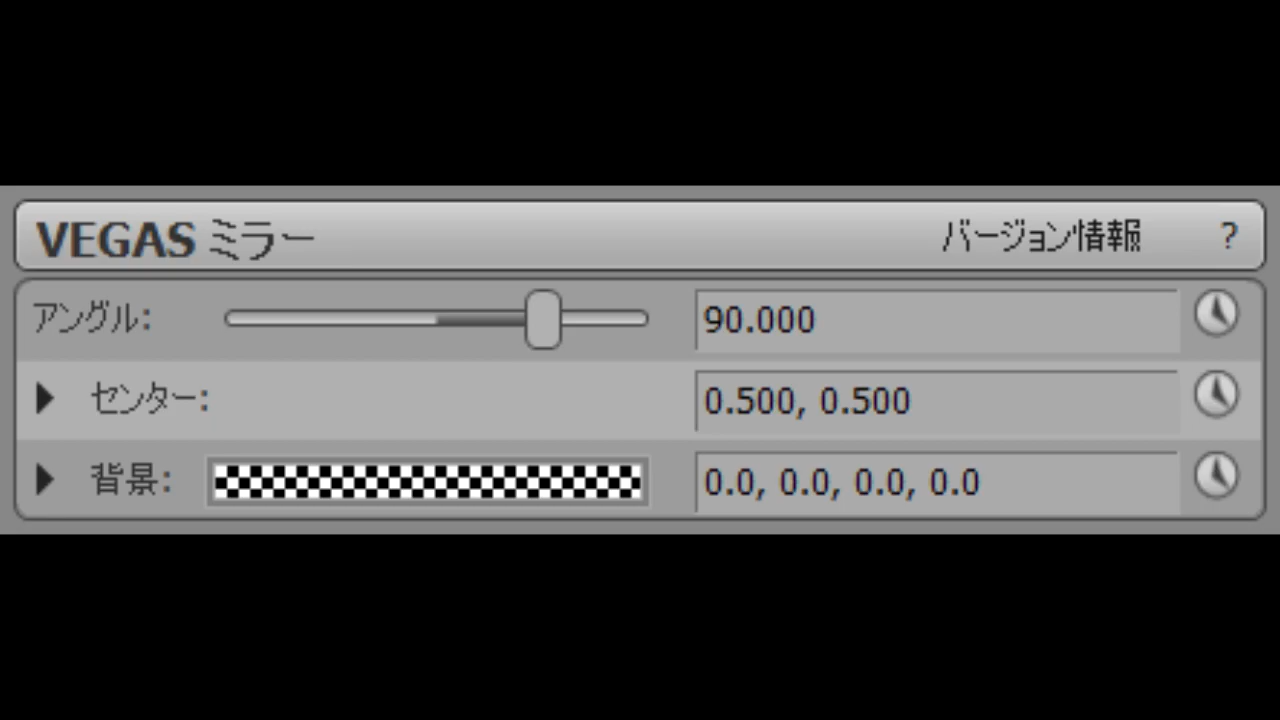 VEGAS ミラー バージョン情報 ?
アングル: 90.000
センター: 0.500, 0.500
背景: 0.0, 0.0, 0.0, 0.0